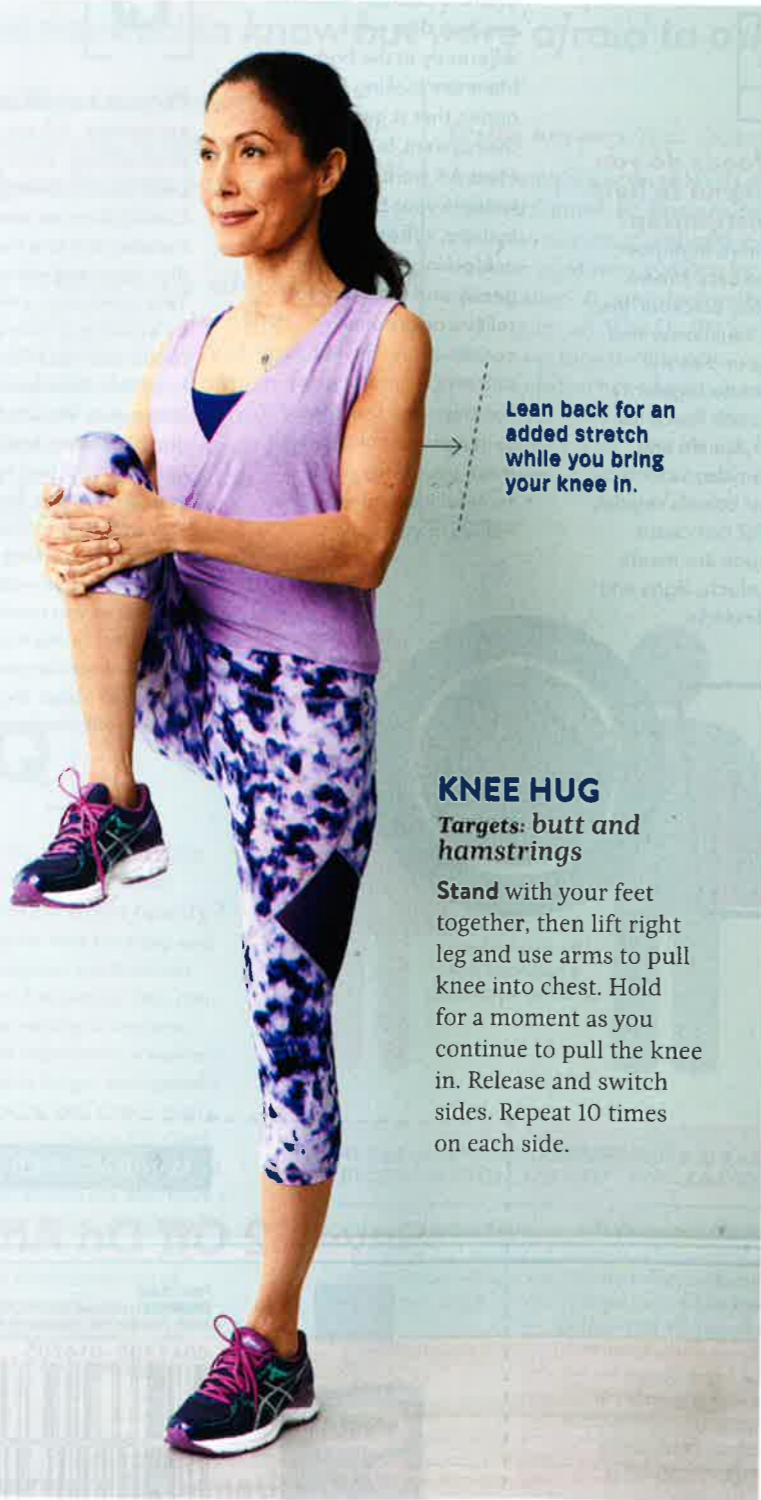 Lean back for an
added stretch
while you bring
your knee in.
KNEE HUG
Targets: butt and
hamstrings
Stand with your feet
together, then lift right
leg and use arms to pull
knee into chest. Hold
for a moment as you
continue to pull the knee
in. Release and switch
sides. Repeat 10 times
on each side.